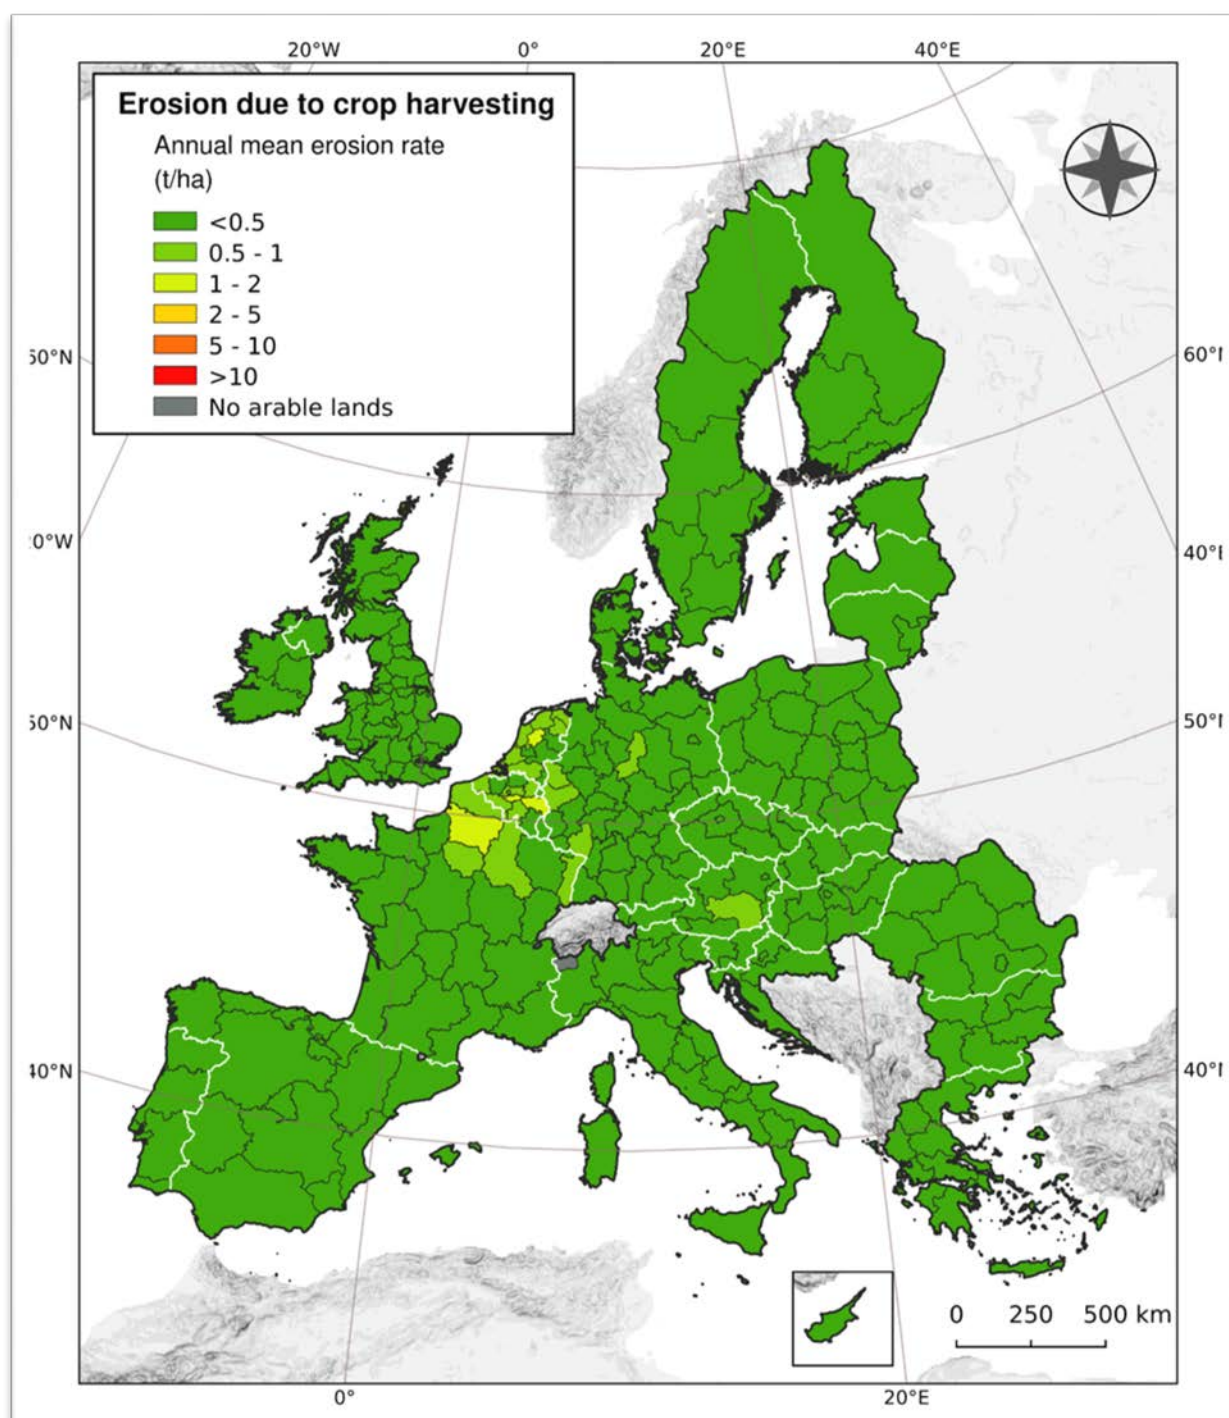 20°W 0° 20°E 40°E
Erosion due to crop harvesting
Annual mean erosion rate
(t/ha)
<0.5
0.5 - 1
1 - 2
2 - 5
5 - 10
>10
No arable lands
60°I
40°I
50°I
40°I
0 250 500 km
0° 20°E